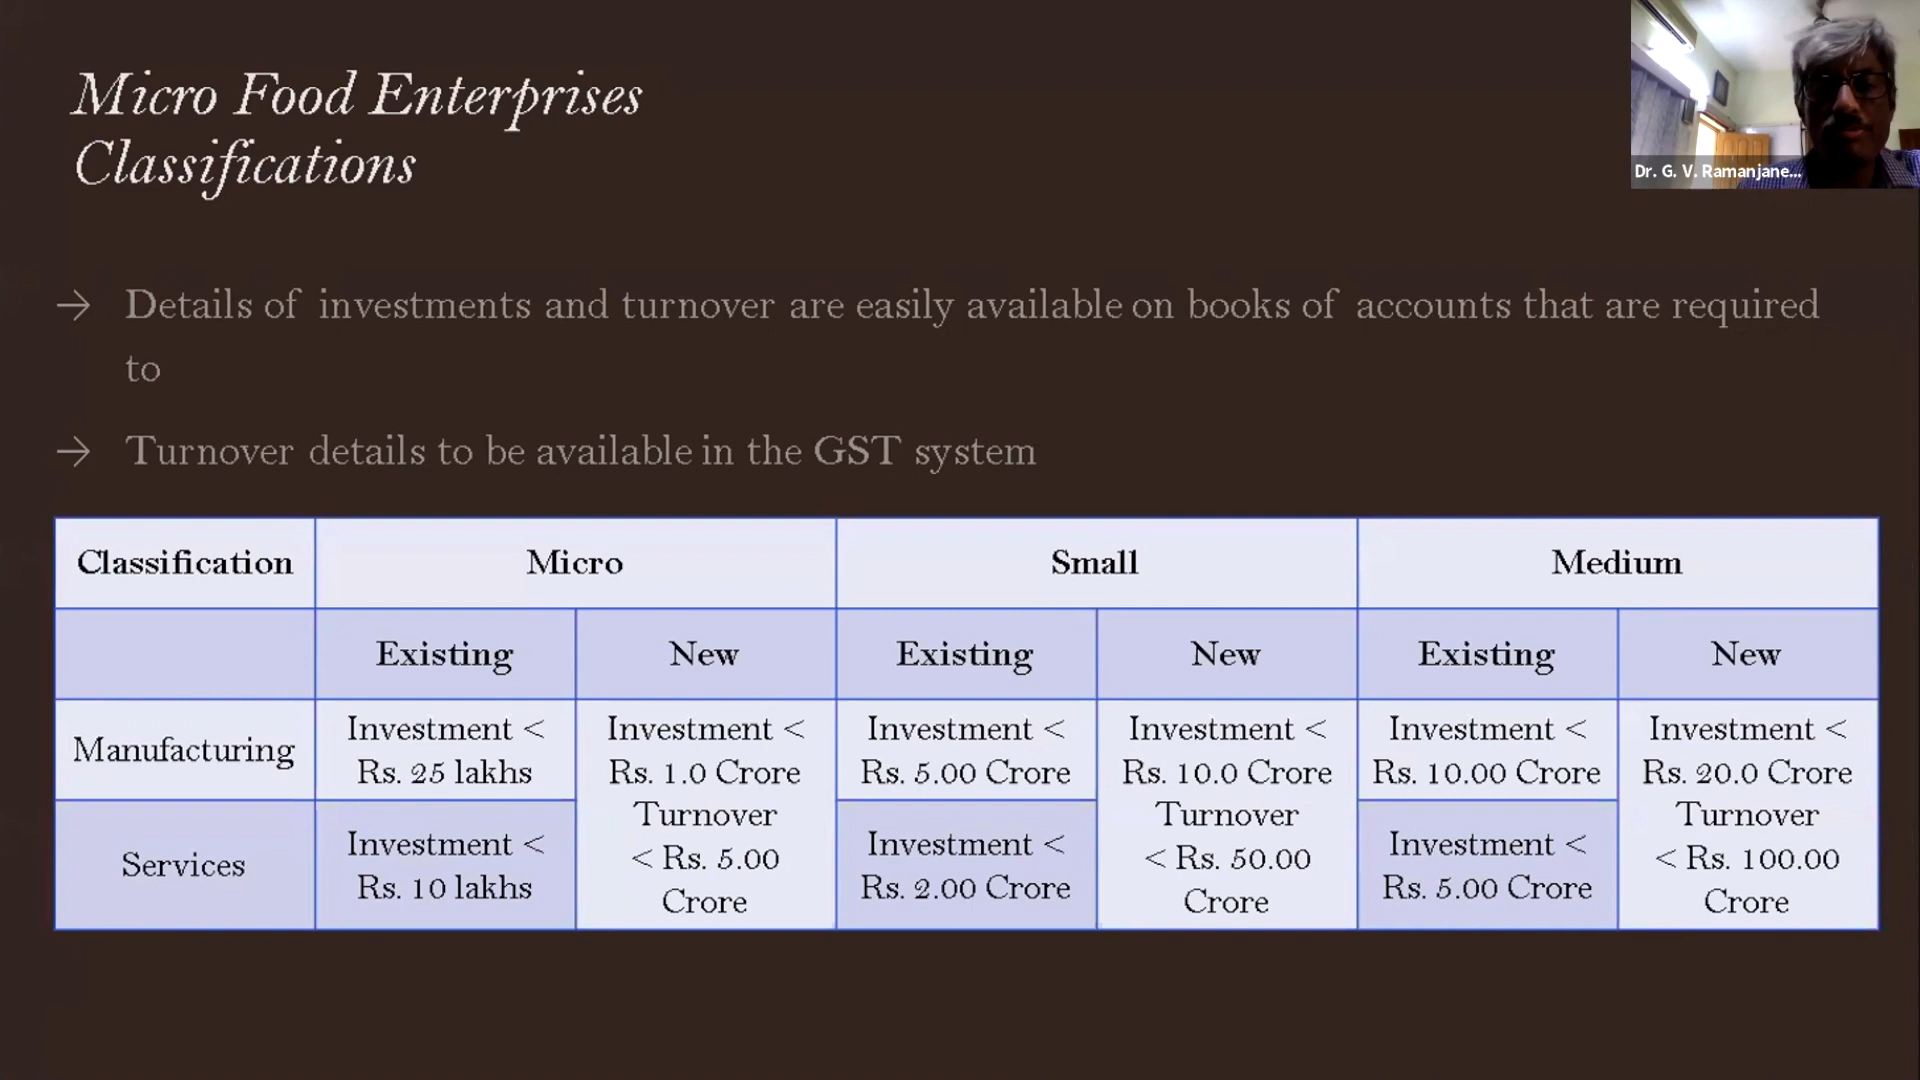 Micro Food Enterprises
Classifications
Dr. G. V. Ramanjane...
→ Details of investments and turnover are easily available on books of accounts that are required
to
→ Turnover details to be available in the GST system
Classification Micro Small Medium
Existing New Existing New Existing New
Manufacturing
Investment <
Rs. 25 lakhs
Investment <
Rs. 1.0 Crore
Turnover
< Rs. 5.00
Crore
Investment <
Rs. 5.00 Crore
Investment <
Rs. 10.0 Crore
Turnover
< Rs. 50.00
Crore
Investment <
Rs. 10.00 Crore
Investment <
Rs. 20.0 Crore
Turnover
< Rs. 100.00
Crore
Services
Investment <
Rs. 10 lakhs
Investment <
Rs. 2.00 Crore
Investment <
Rs. 5.00 Crore